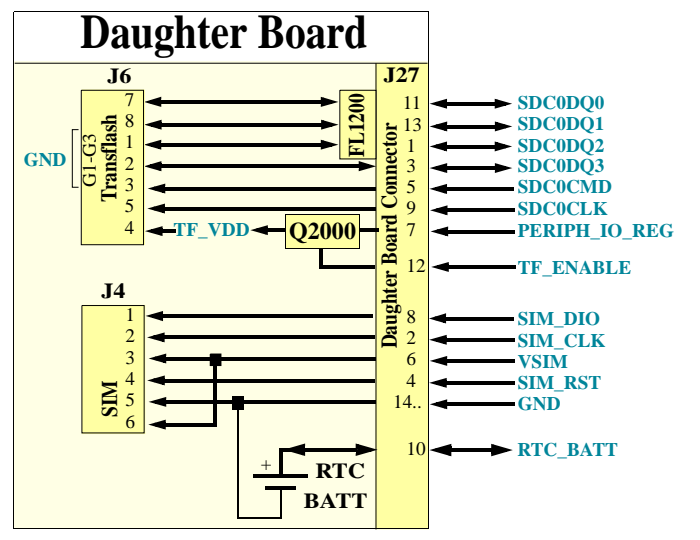 Daughter Board
J6
J27
7
8
1
2
3
5
4
G1-G3
Transflash
GND
FL1200
TF_VDD
Q2000
Daughter Board Connector
11 SDC0DQ0
13 SDC0DQ1
1 SDC0DQ2
3 SDC0DQ3
5 SDC0CMD
9 SDC0CLK
7 PERIPH_IO_REG
12 TF_ENABLE
J4
1
2
3
4
5
6
SIM
8 SIM_DIO
2 SIM_CLK
6 VSIM
4 SIM_RST
14.. GND
10 RTC_BATT
+
RTC
BATT